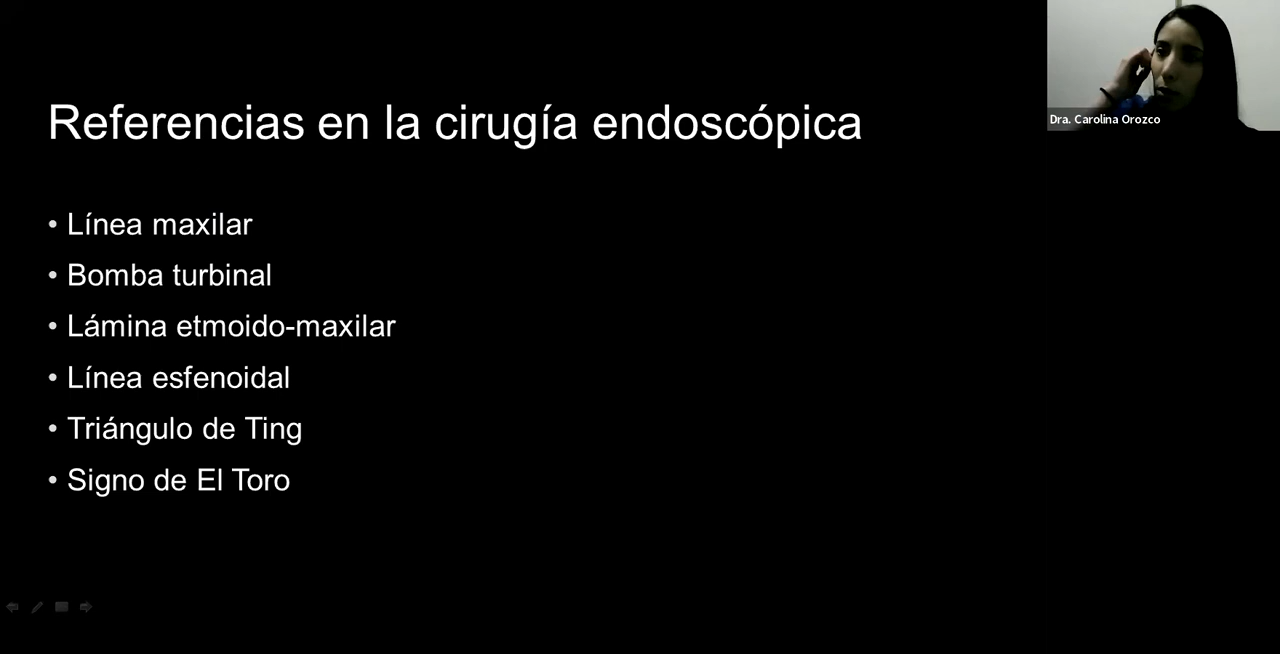 Referencias en la cirugía endoscópica
• Línea maxilar
• Bomba turbinal
• Lámina etmoido-maxilar
• Línea esfenoidal
• Triángulo de Ting
• Signo de El Toro
Dra. Carolina Orozco